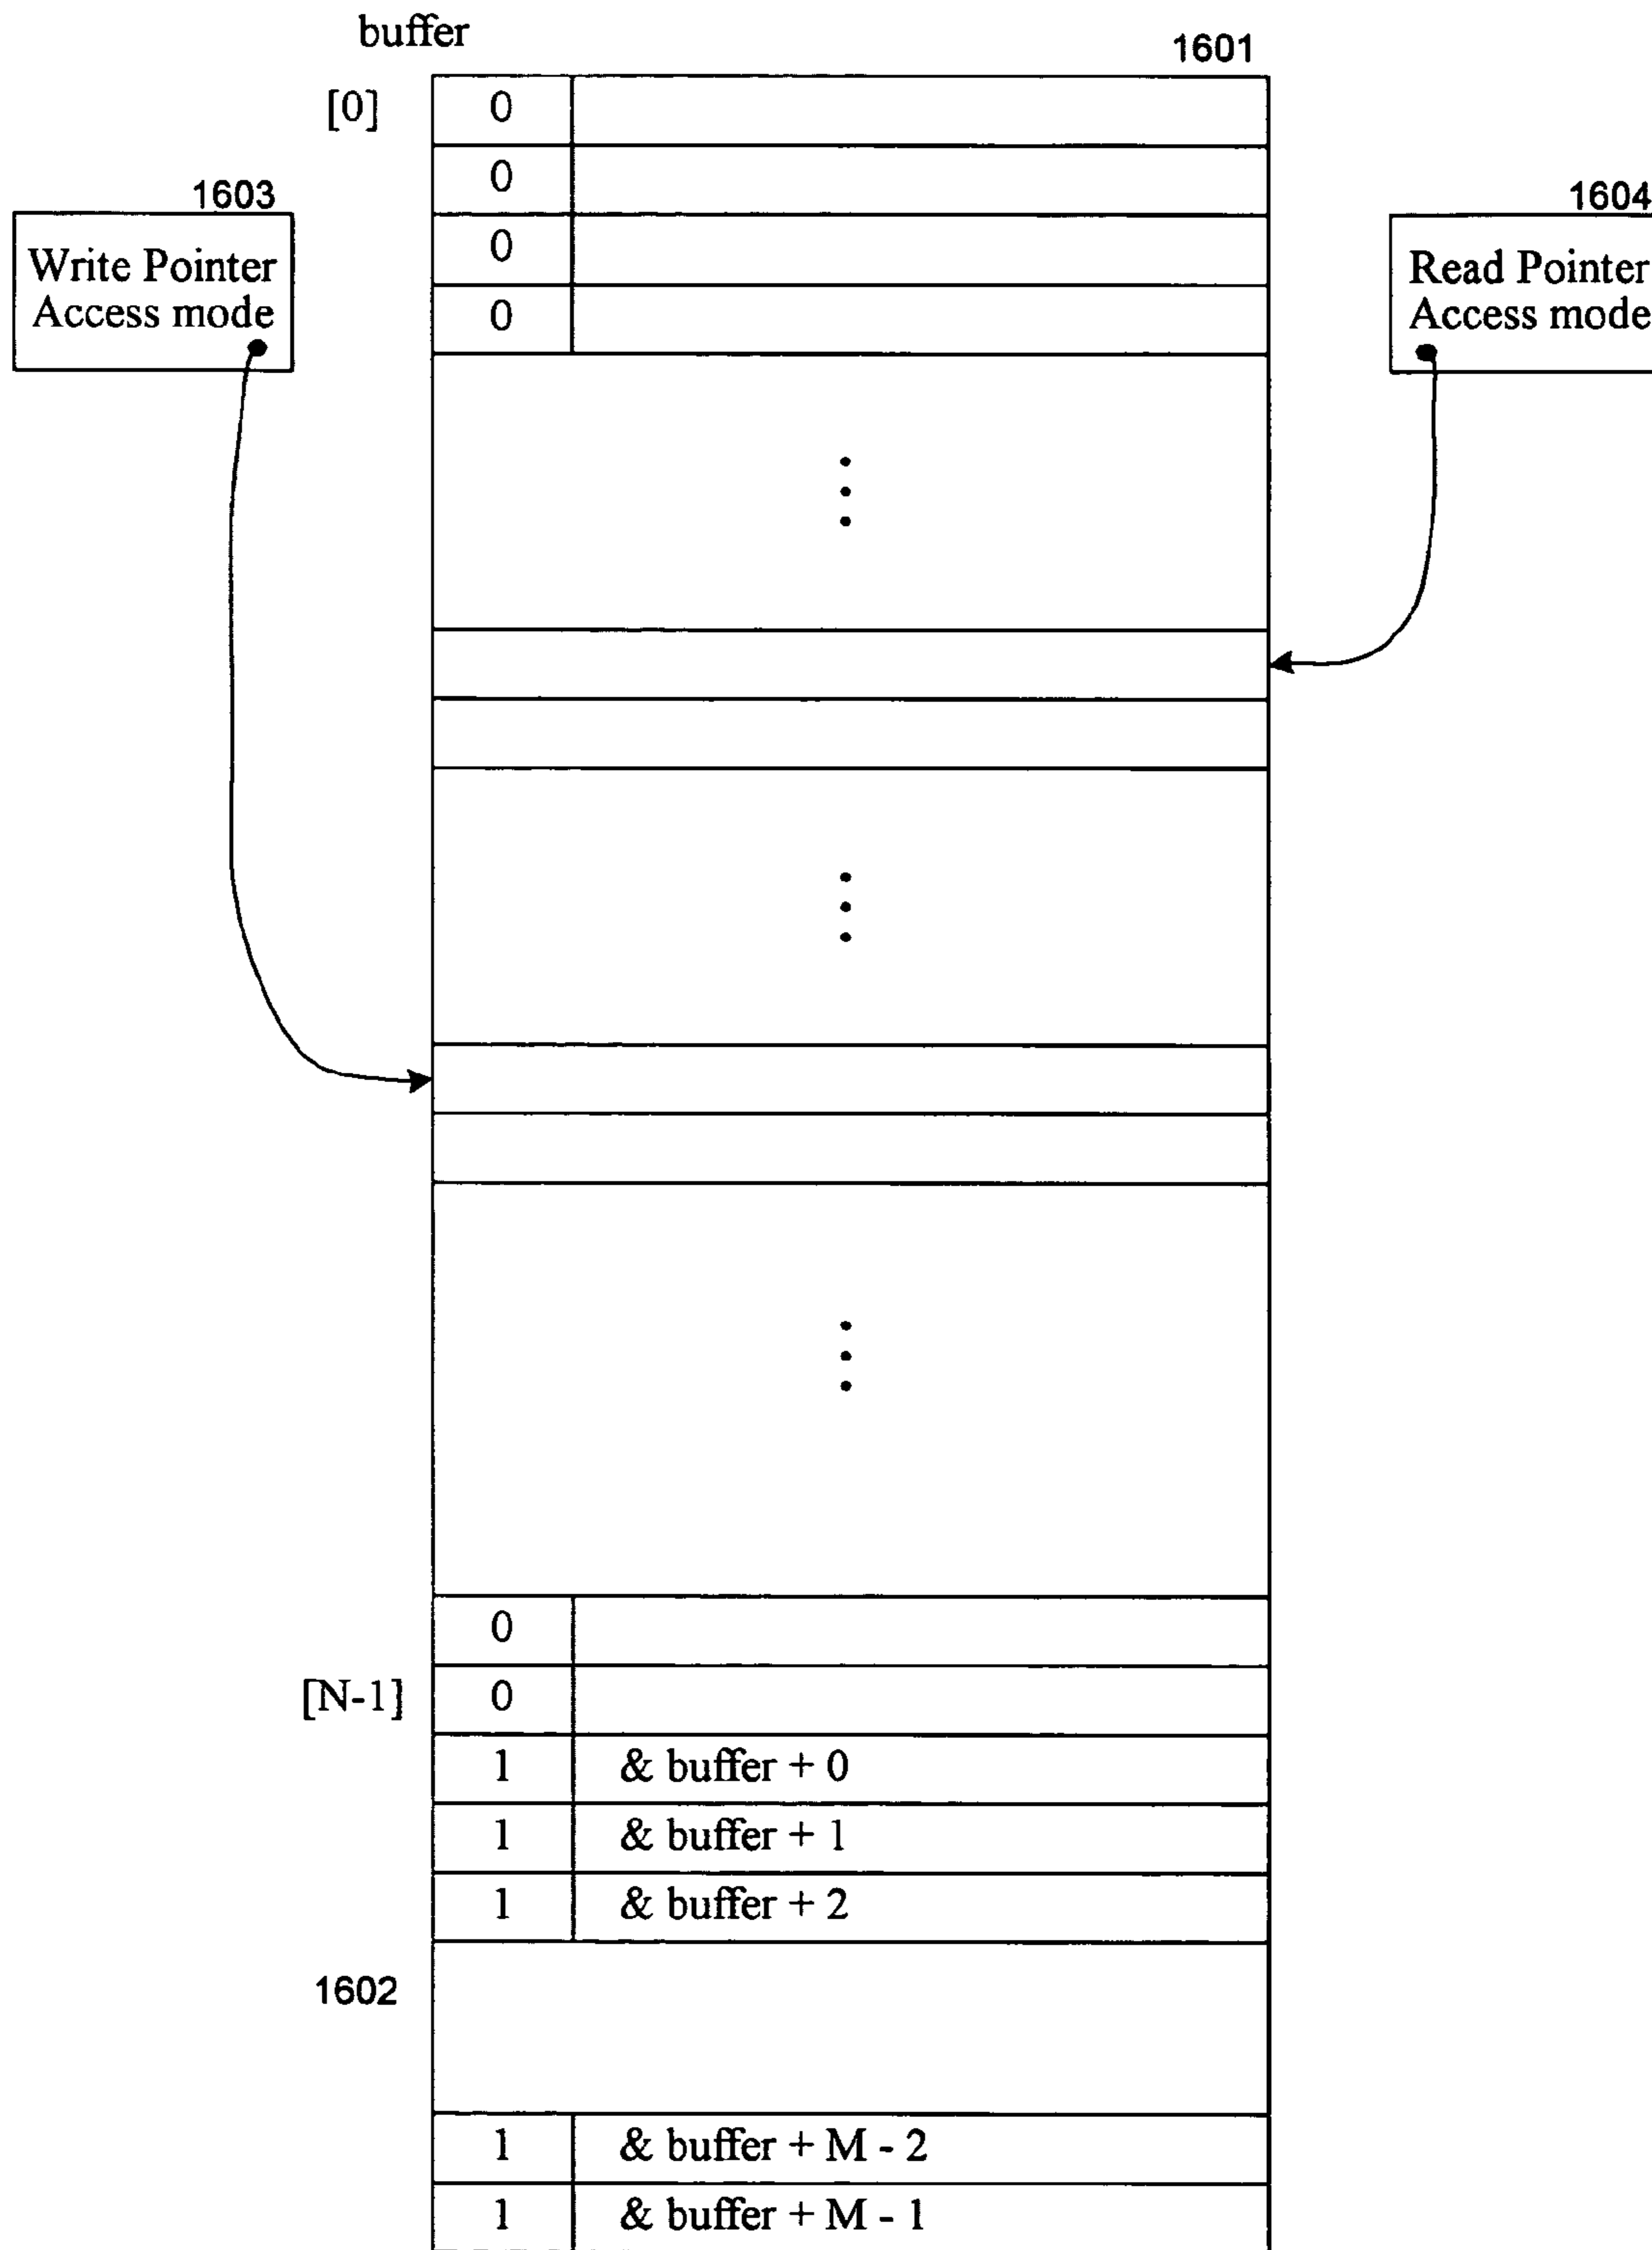 buffer
1601
[0] 0
0
1603
1604
0
Write Pointer
Access mode
Read Pointer
Access mode
0
0
[N-1] 0
1 & buffer + 0
1 & buffer + 1
1 & buffer + 2
1602
1 & buffer + M - 2
1 & buffer + M - 1